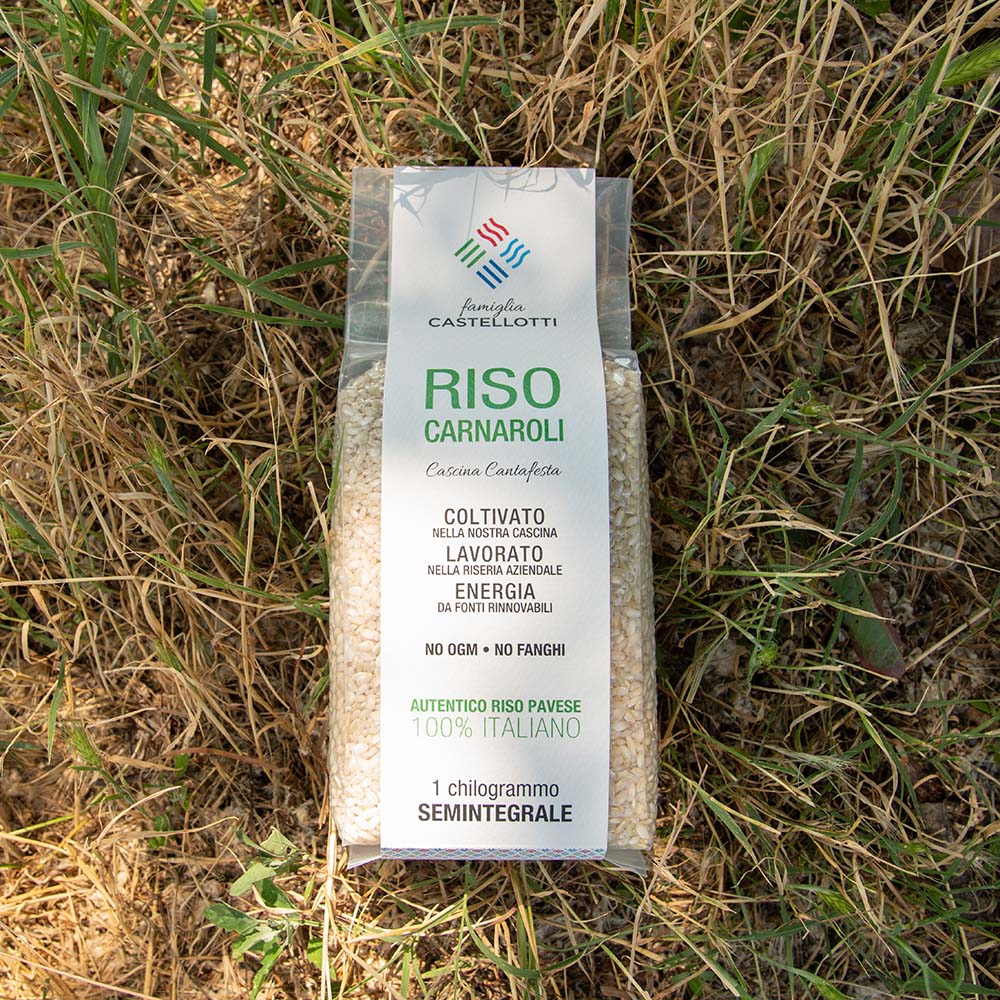 famiglia
CASTELLOTTI
RISO
CARNAROLI
Cascina Cantafesta
COLTIVATO
NELLA NOSTRA CASCINA
LAVORATO
NELLA RISERIA AZIENDALE
ENERGIA
DA FONTI RINNOVABILI
NO OGM • NO FANGHI
AUTENTICO RISO PAVESE
100% ITALIANO
1 chilogrammo
SEMINTEGRALE